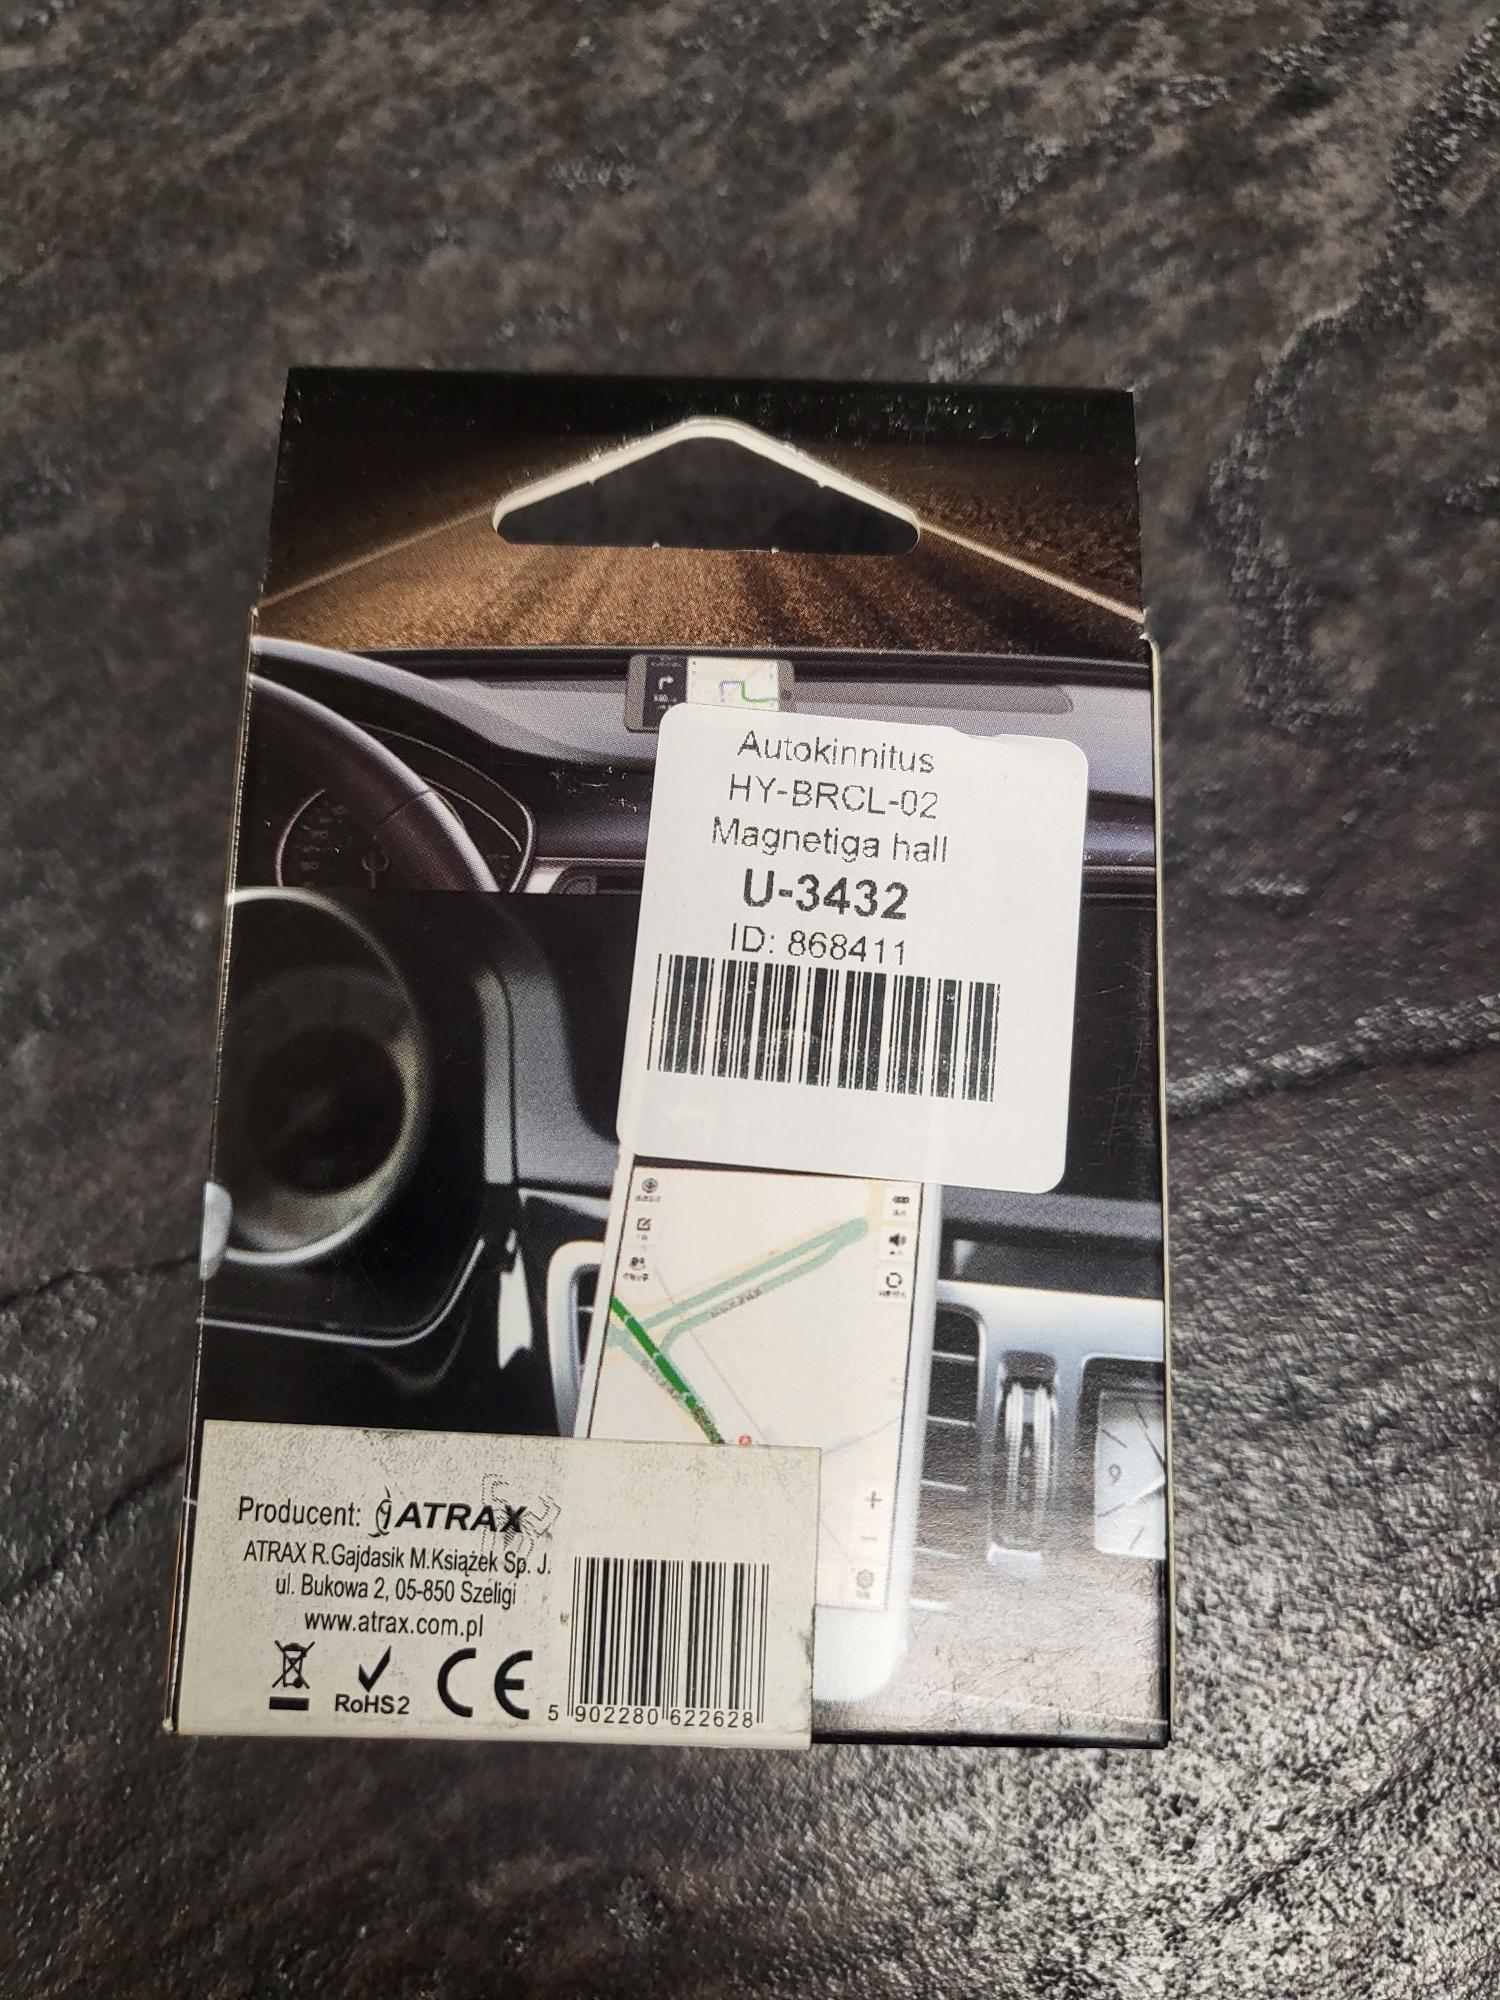 Autokinnitus
HY-BRCL-02
Magnetiga hall
U-3432
ID: 868411
Producent: ATRAX
ATRAX R.Gajdasik M.Książek Sp. J.
ul. Bukowa 2, 05-850 Szeligi
www.atrax.com.pl
RoHS2
CE
5 902280 622628
9